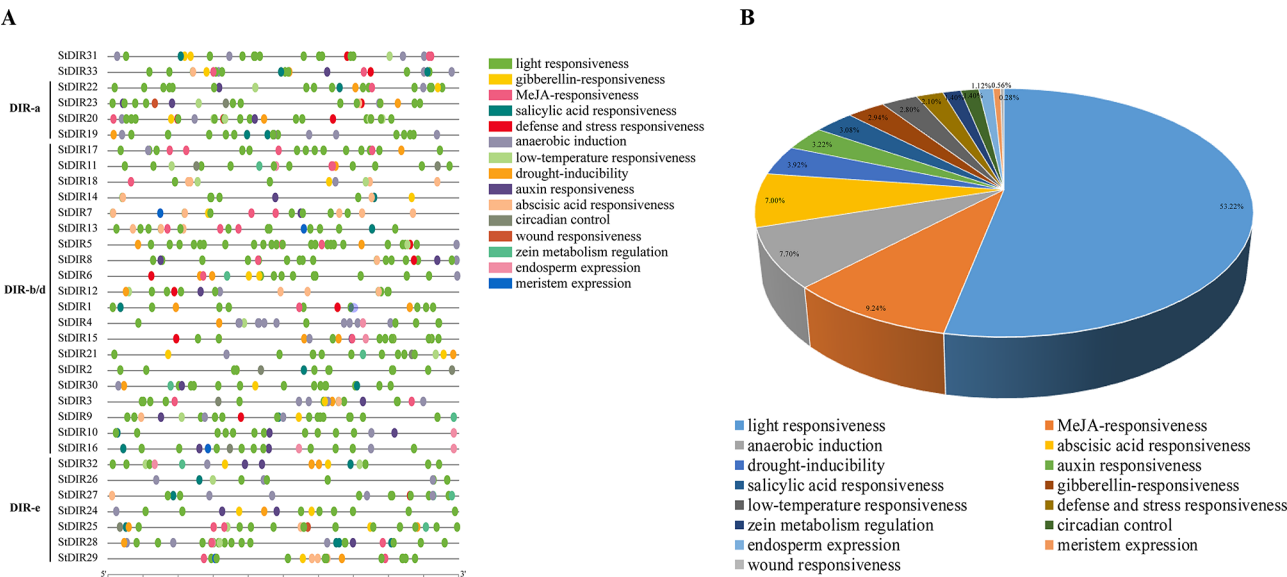 A
B
StDIR31
StDIR33
StDIR22
StDIR23
StDIR20
StDIR19
StDIR17
StDIR11
StDIR18
StDIR14
StDIR7
StDIR13
StDIR5
StDIR8
StDIR6
StDIR12
StDIR1
StDIR4
StDIR15
StDIR21
StDIR2
StDIR30
StDIR3
StDIR9
StDIR10
StDIR16
StDIR32
StDIR26
StDIR27
StDIR24
StDIR25
StDIR28
StDIR29
DIR-a
DIR-b/d
DIR-e
5'
3'
light responsiveness
gibberellin-responsiveness
MeJA-responsiveness
salicylic acid responsiveness
defense and stress responsiveness
anaerobic induction
low-temperature responsiveness
drought-inducibility
auxin responsiveness
abscisic acid responsiveness
circadian control
wound responsiveness
zein metabolism regulation
endosperm expression
meristem expression
53.22%
9.24%
7.70%
7.00%
3.92%
3.22%
3.08%
2.94%
2.80%
2.10%
1.12%
0.56%
0.28%
light responsiveness
MeJA-responsiveness
anaerobic induction
abscisic acid responsiveness
drought-inducibility
auxin responsiveness
salicylic acid responsiveness
gibberellin-responsiveness
low-temperature responsiveness
defense and stress responsiveness
zein metabolism regulation
circadian control
endosperm expression
meristem expression
wound responsiveness